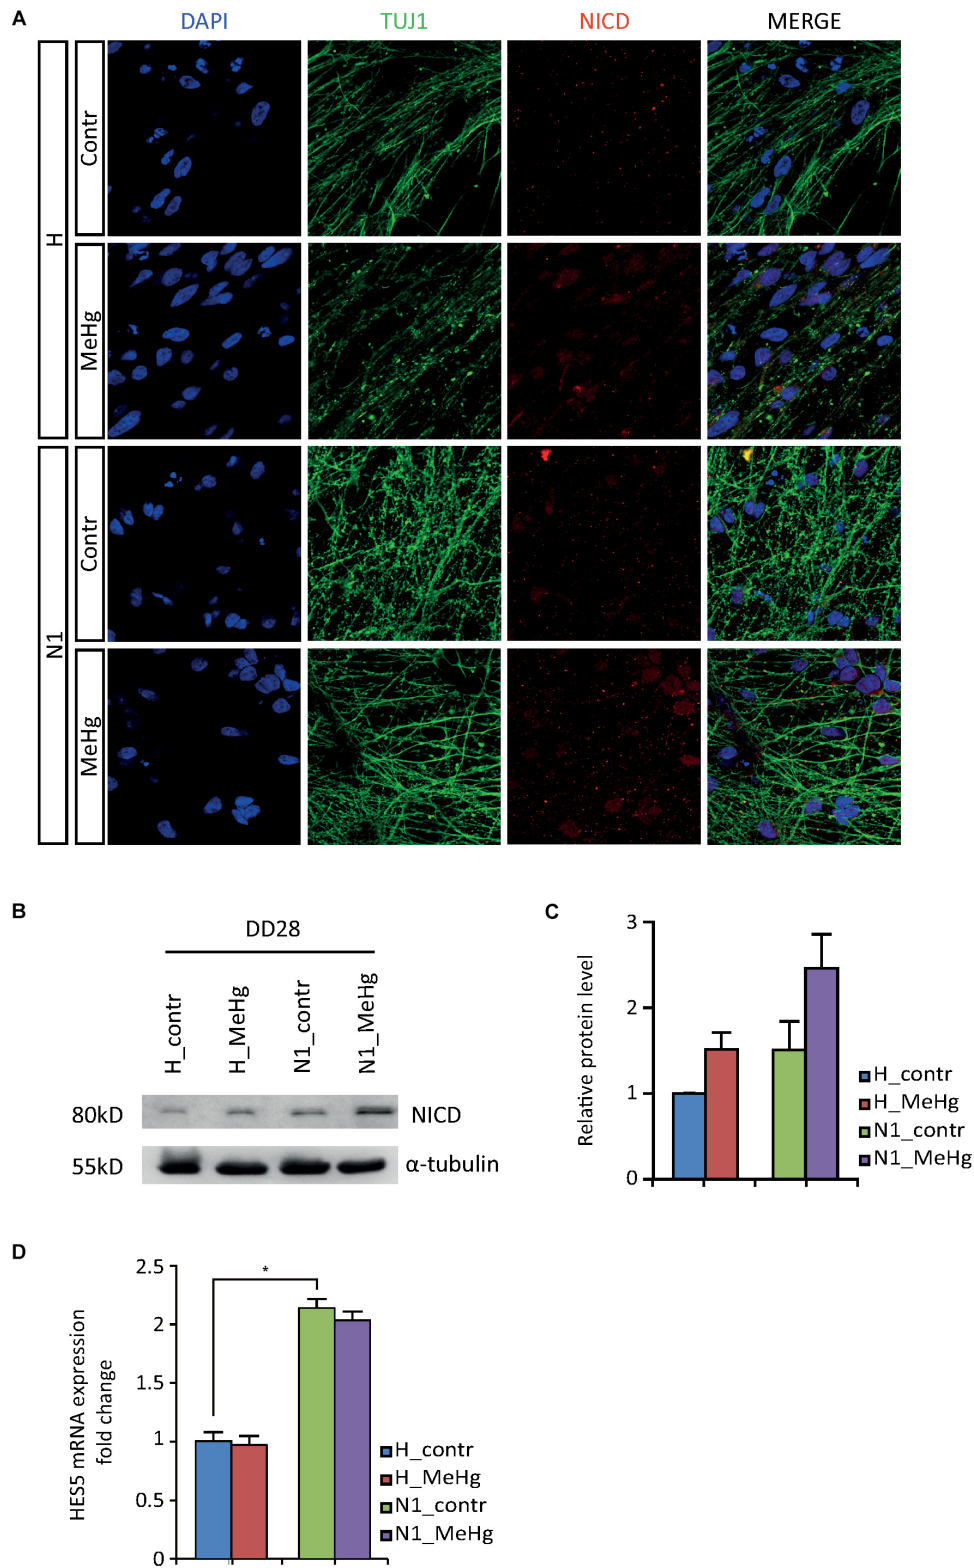 A
DAPI TUJ1 NICD MERGE
H
Contr
MeHg
N1
Contr
MeHg
B
DD28
H_contr
H_MeHg
N1_contr
N1_MeHg
80kD NICD
55kD α-tubulin
C
Relative protein level
3
2
1
0
H_contr
H_MeHg
N1_contr
N1_MeHg
D
HES5 mRNA expression
fold change
2.5
2
1.5
1
0.5
0
*
H_contr
H_MeHg
N1_contr
N1_MeHg